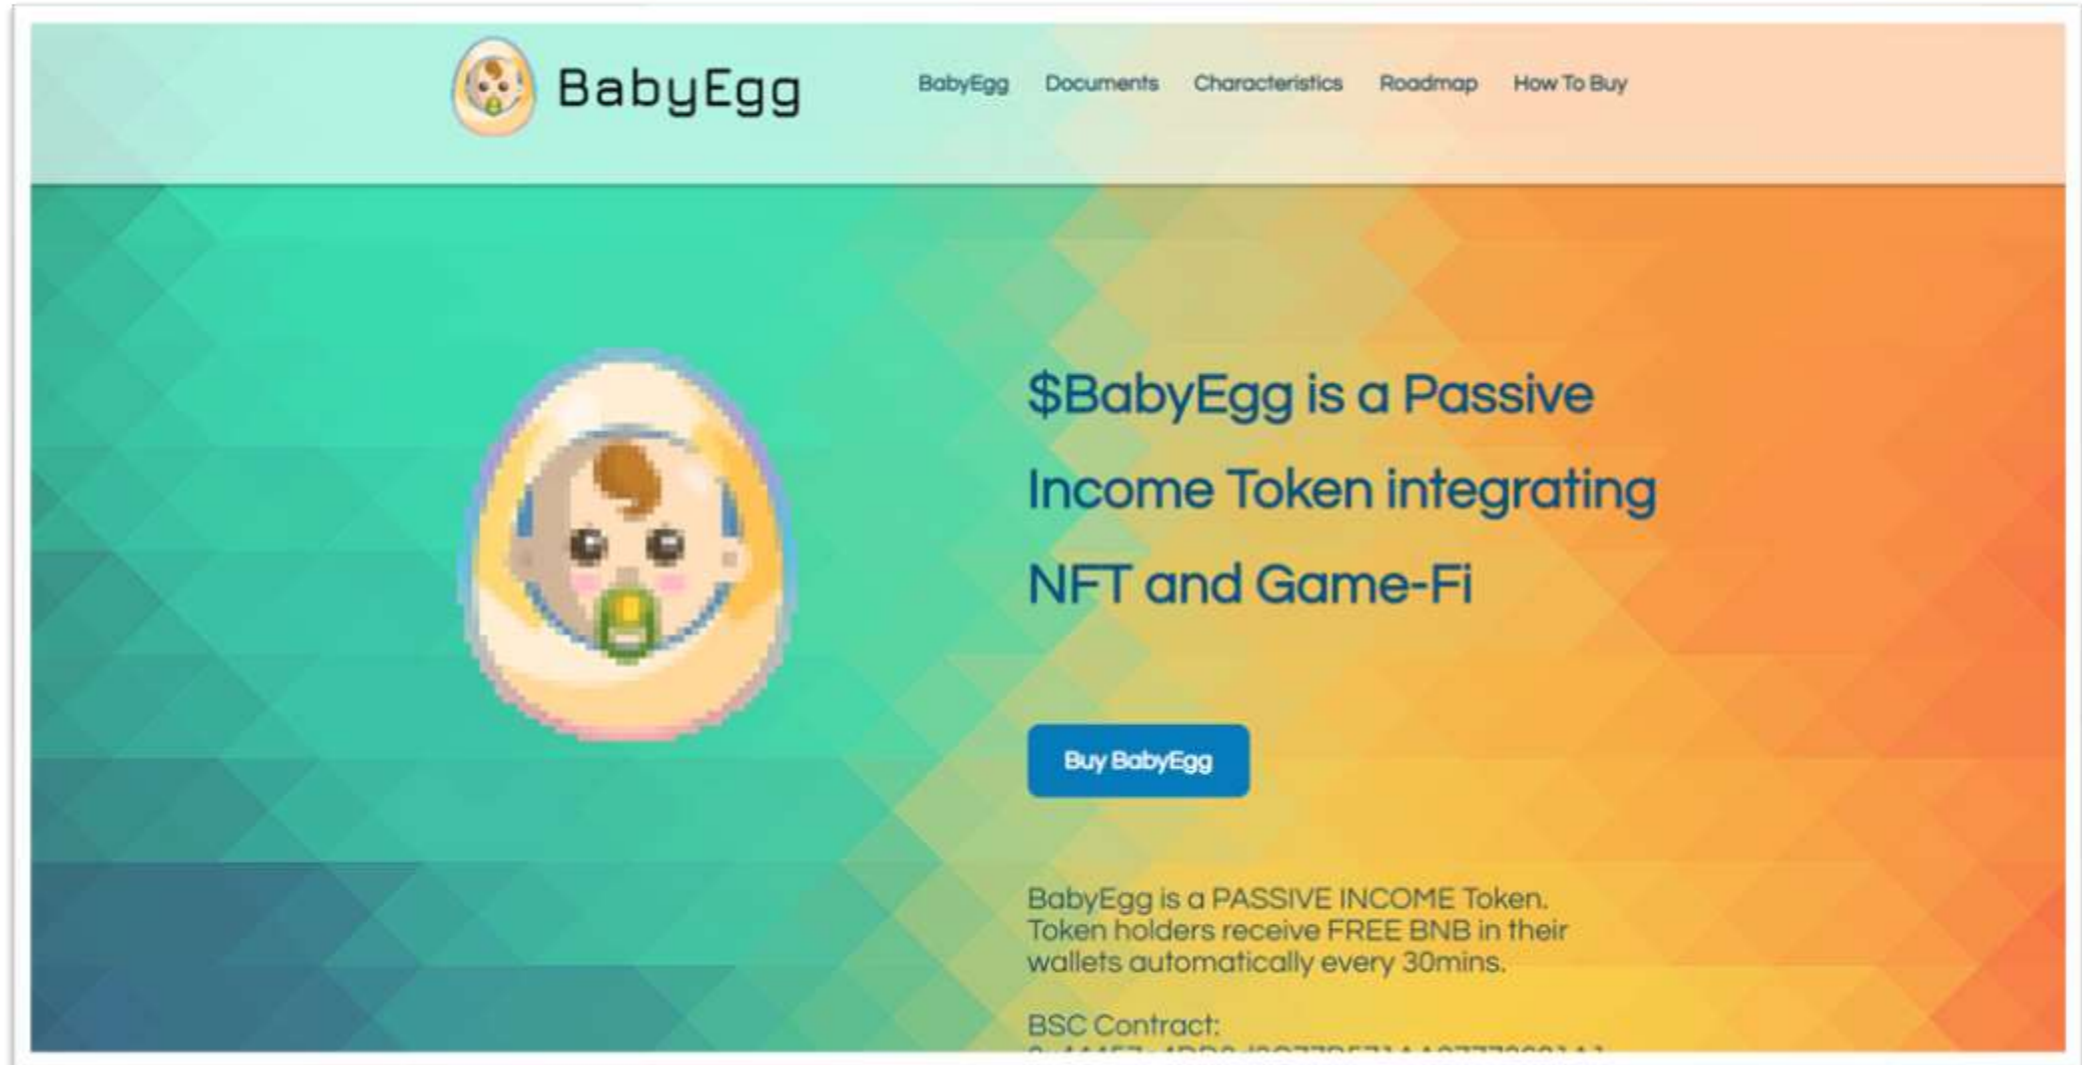 BabyEgg
BabyEgg Documents Characteristics Roadmap How To Buy
$BabyEgg is a Passive
Income Token integrating
NFT and Game-Fi
Buy BabyEgg
BabyEgg is a PASSIVE INCOME Token.
Token holders receive FREE BNB in their
wallets automatically every 30mins.
BSC Contract: